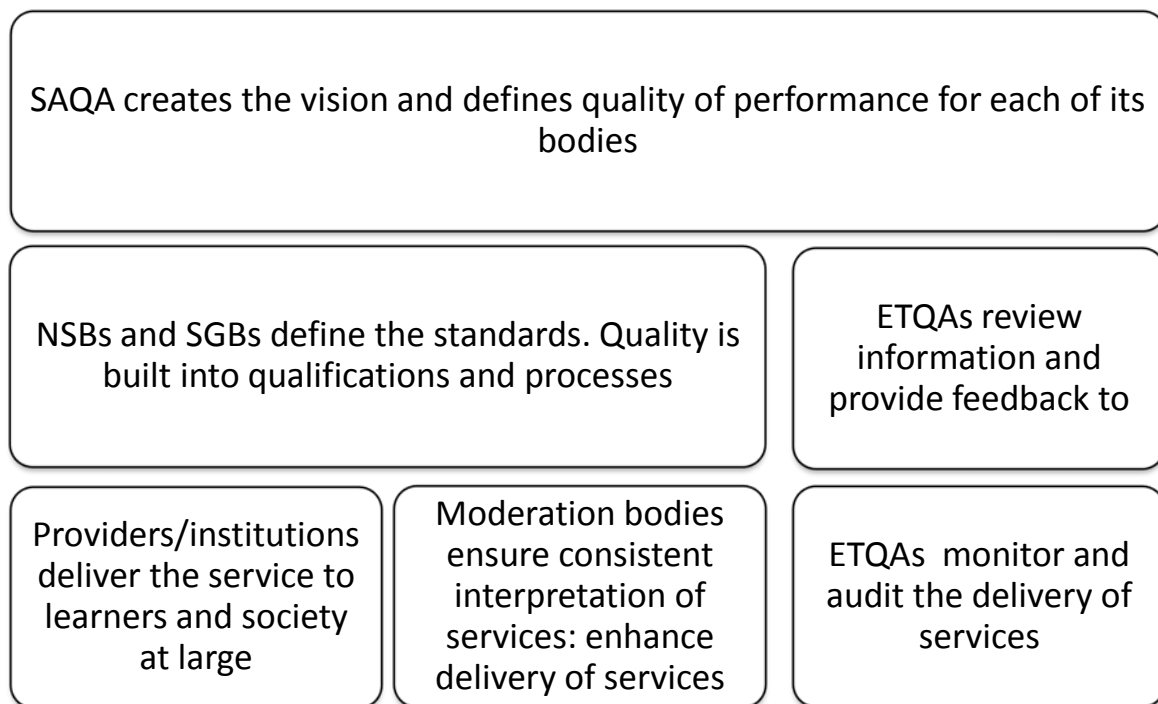 SAQA creates the vision and defines quality of performance for each of its
bodies
NSBs and SGBs define the standards. Quality is
built into qualifications and processes
ETQAs review
information and
provide feedback to
Providers/institutions
deliver the service to
learners and society
at large
Moderation bodies
ensure consistent
interpretation of
services: enhance
delivery of services
ETQAs  monitor and
audit the delivery of
services